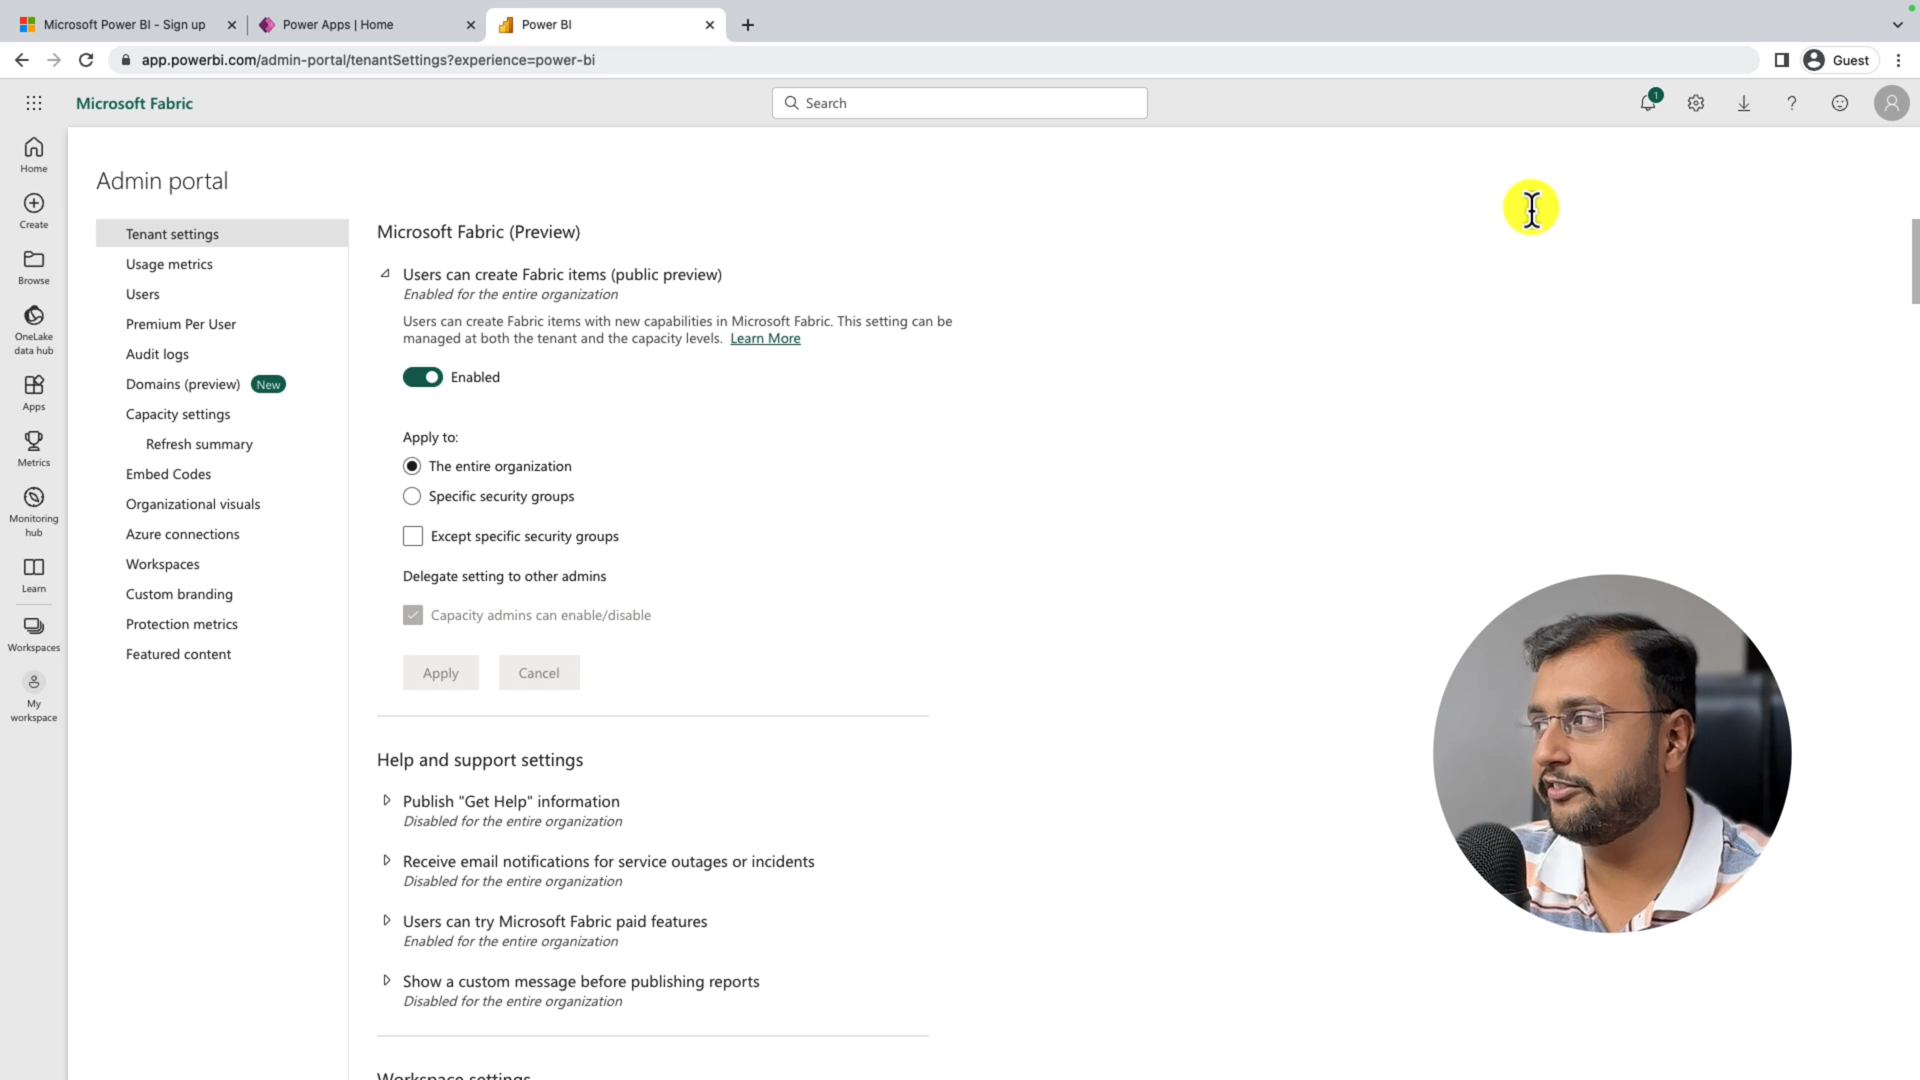 Microsoft Power BI - Sign up
Power Apps | Home
Power BI
app.powerbi.com/admin-portal/tenantSettings?experience=power-bi
Guest
Microsoft Fabric
Search
1
Home
Create
Browse
OneLake
data hub
Apps
Metrics
Monitoring
hub
Learn
Workspaces
My
workspace
Admin portal
Tenant settings
Usage metrics
Users
Premium Per User
Audit logs
Domains (preview) New
Capacity settings
Refresh summary
Embed Codes
Organizational visuals
Azure connections
Workspaces
Custom branding
Protection metrics
Featured content
Microsoft Fabric (Preview)
Users can create Fabric items (public preview)
Enabled for the entire organization
Users can create Fabric items with new capabilities in Microsoft Fabric. This setting can be
managed at both the tenant and the capacity levels. Learn More
Enabled
Apply to:
The entire organization
Specific security groups
Except specific security groups
Delegate setting to other admins
Capacity admins can enable/disable
Apply Cancel
Help and support settings
Publish "Get Help" information
Disabled for the entire organization
Receive email notifications for service outages or incidents
Disabled for the entire organization
Users can try Microsoft Fabric paid features
Enabled for the entire organization
Show a custom message before publishing reports
Disabled for the entire organization
Workspace settings